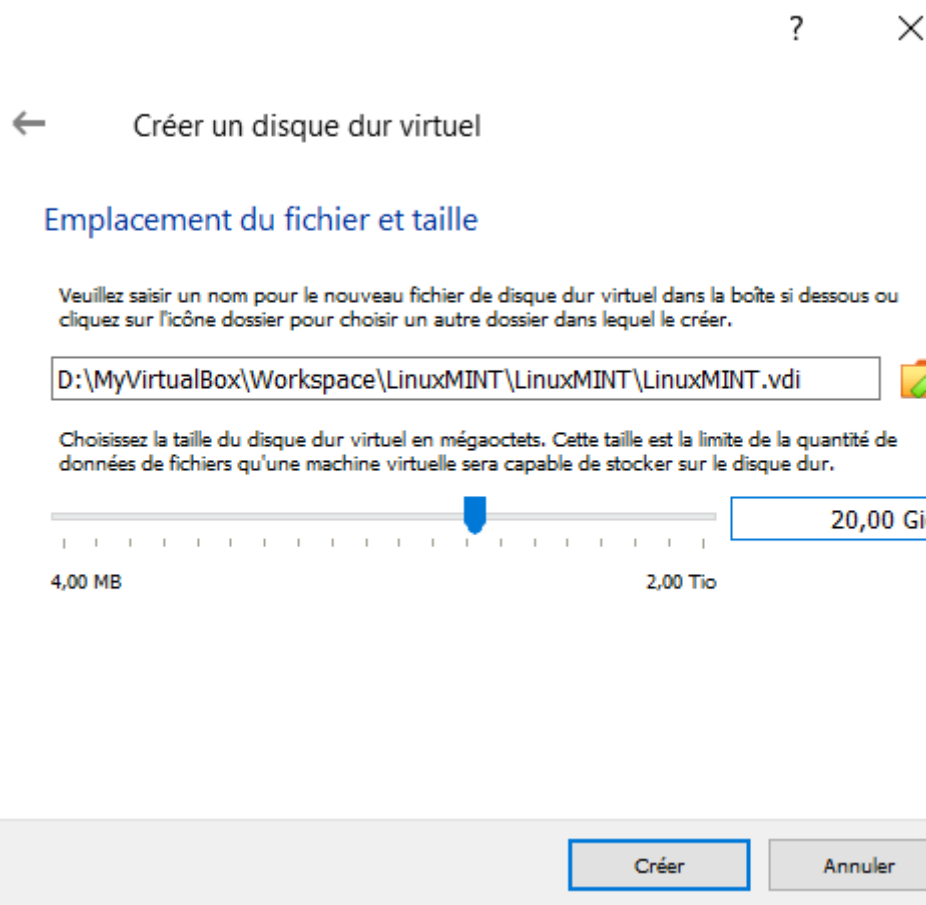 ?
Créer un disque dur virtuel
Emplacement du fichier et taille
Veuillez saisir un nom pour le nouveau fichier de disque dur virtuel dans la boîte si dessous ou
cliquez sur l'icône dossier pour choisir un autre dossier dans lequel le créer.
D:\MyVirtualBox\Workspace\LinuxMINT\LinuxMINT\LinuxMINT.vdi
Choisissez la taille du disque dur virtuel en mégaoctets. Cette taille est la limite de la quantité de
données de fichiers qu'une machine virtuelle sera capable de stocker sur le disque dur.
20,00 Gi
4,00 MB 2,00 Tio
Créer Annuler